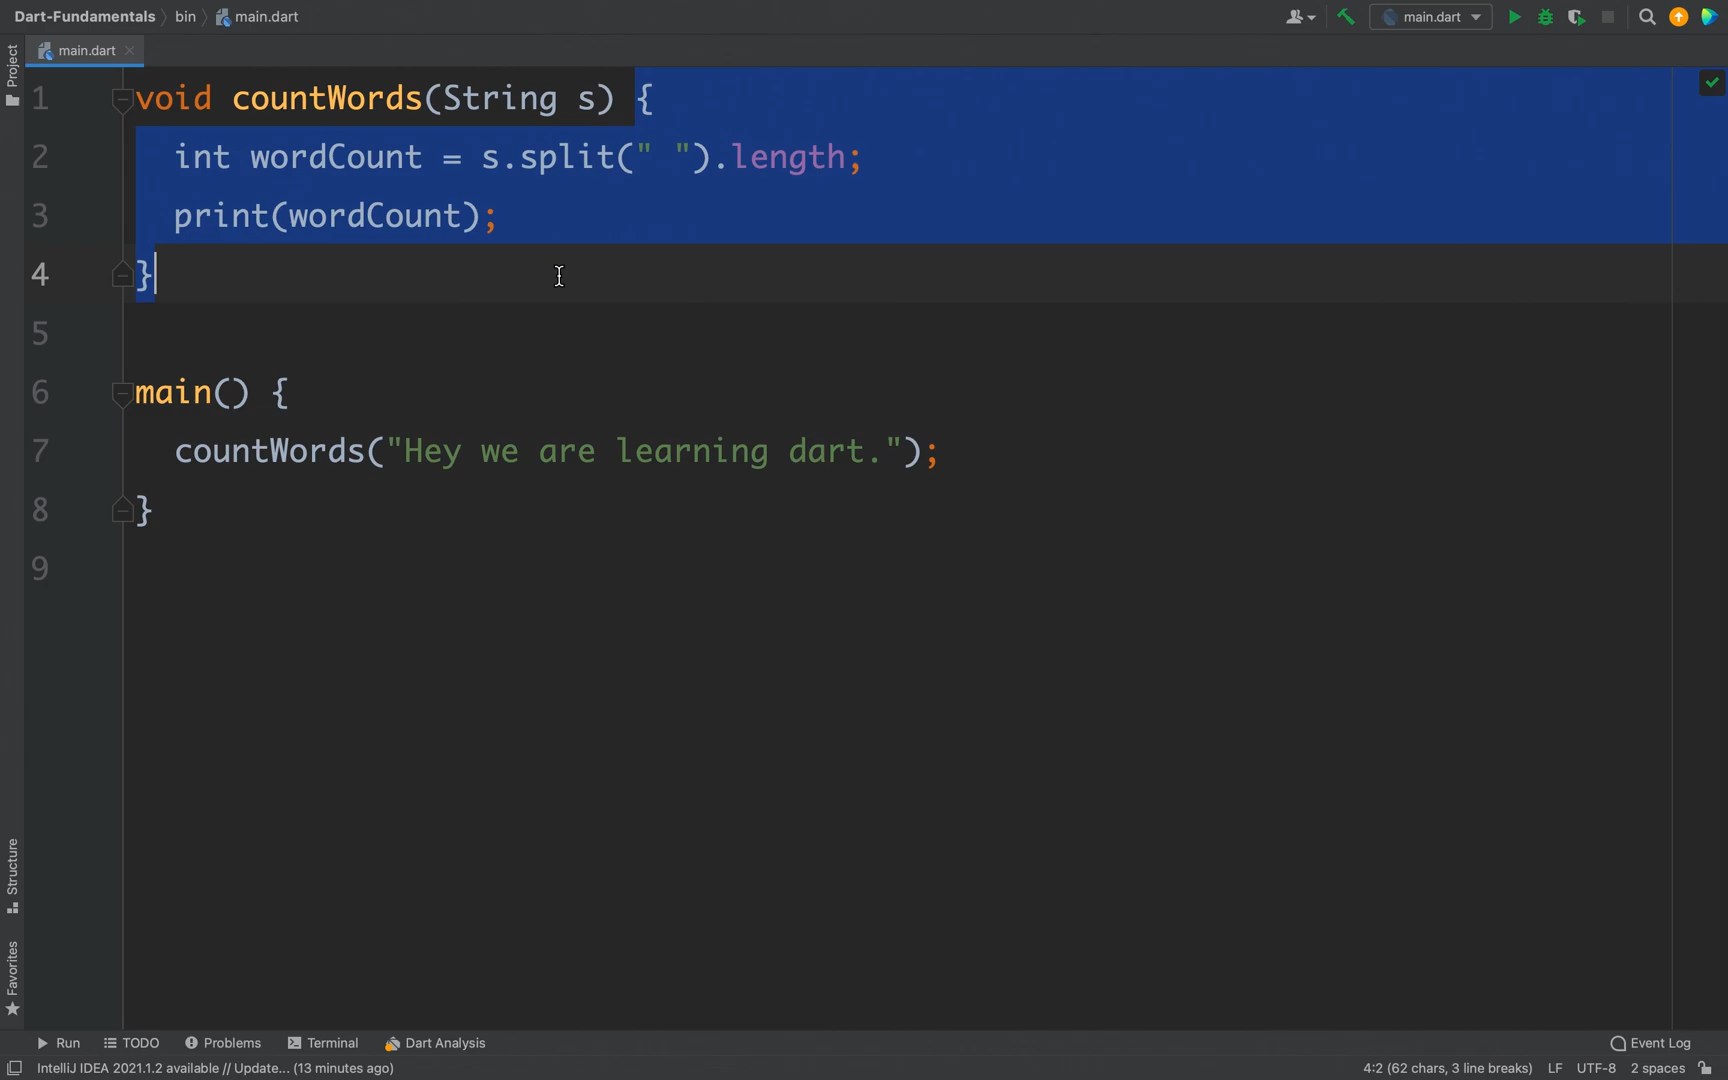 Dart-Fundamentals bin main.dart
main.dart
main.dart
Project
1 void countWords(String s) {
2 int wordCount = s.split(" ").length;
3 print(wordCount);
4 }
5
6 main() {
7 countWords("Hey we are learning dart.");
8 }
9
Structure
Favorites
Run TODO Problems Terminal Dart Analysis Event Log
IntelliJ IDEA 2021.1.2 available // Update... (13 minutes ago) 4:2 (62 chars, 3 line breaks) LF UTF-8 2 spaces